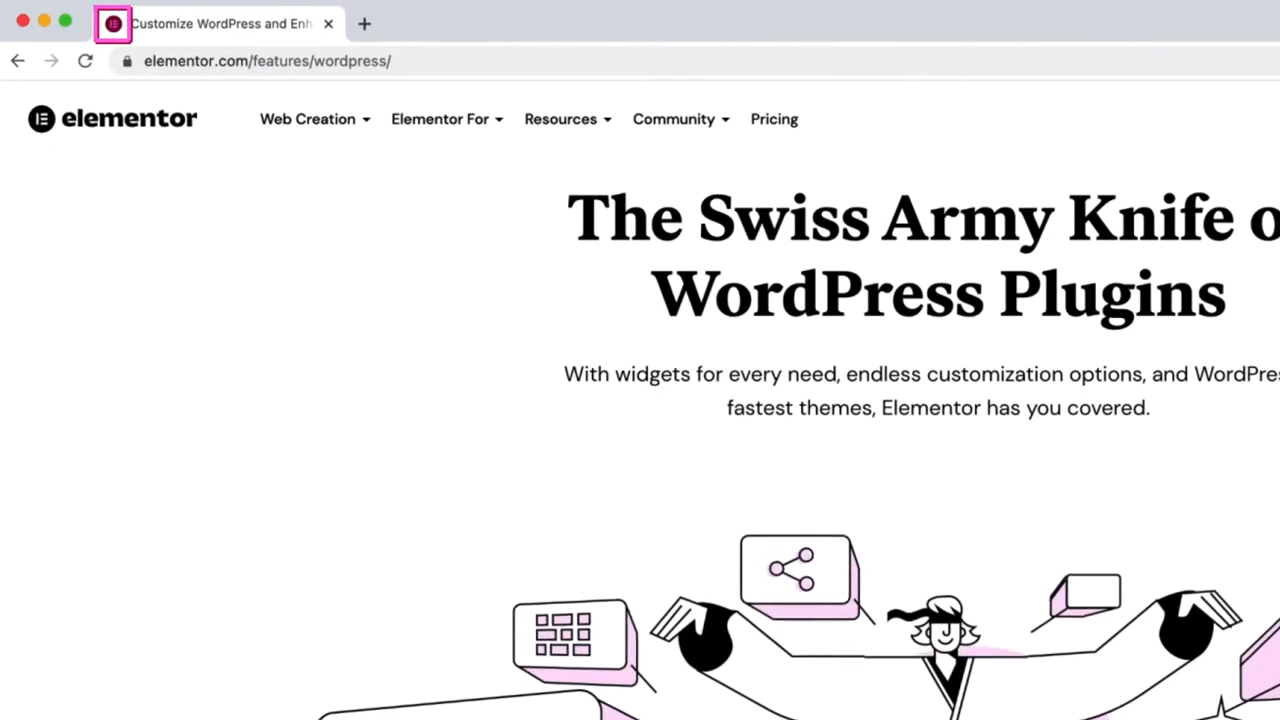 Customize WordPress and Enh
elementor.com/features/wordpress/
elementor
Web Creation
Elementor For
Resources
Community
Pricing
The Swiss Army Knife o
WordPress Plugins
With widgets for every need, endless customization options, and WordPres
fastest themes, Elementor has you covered.